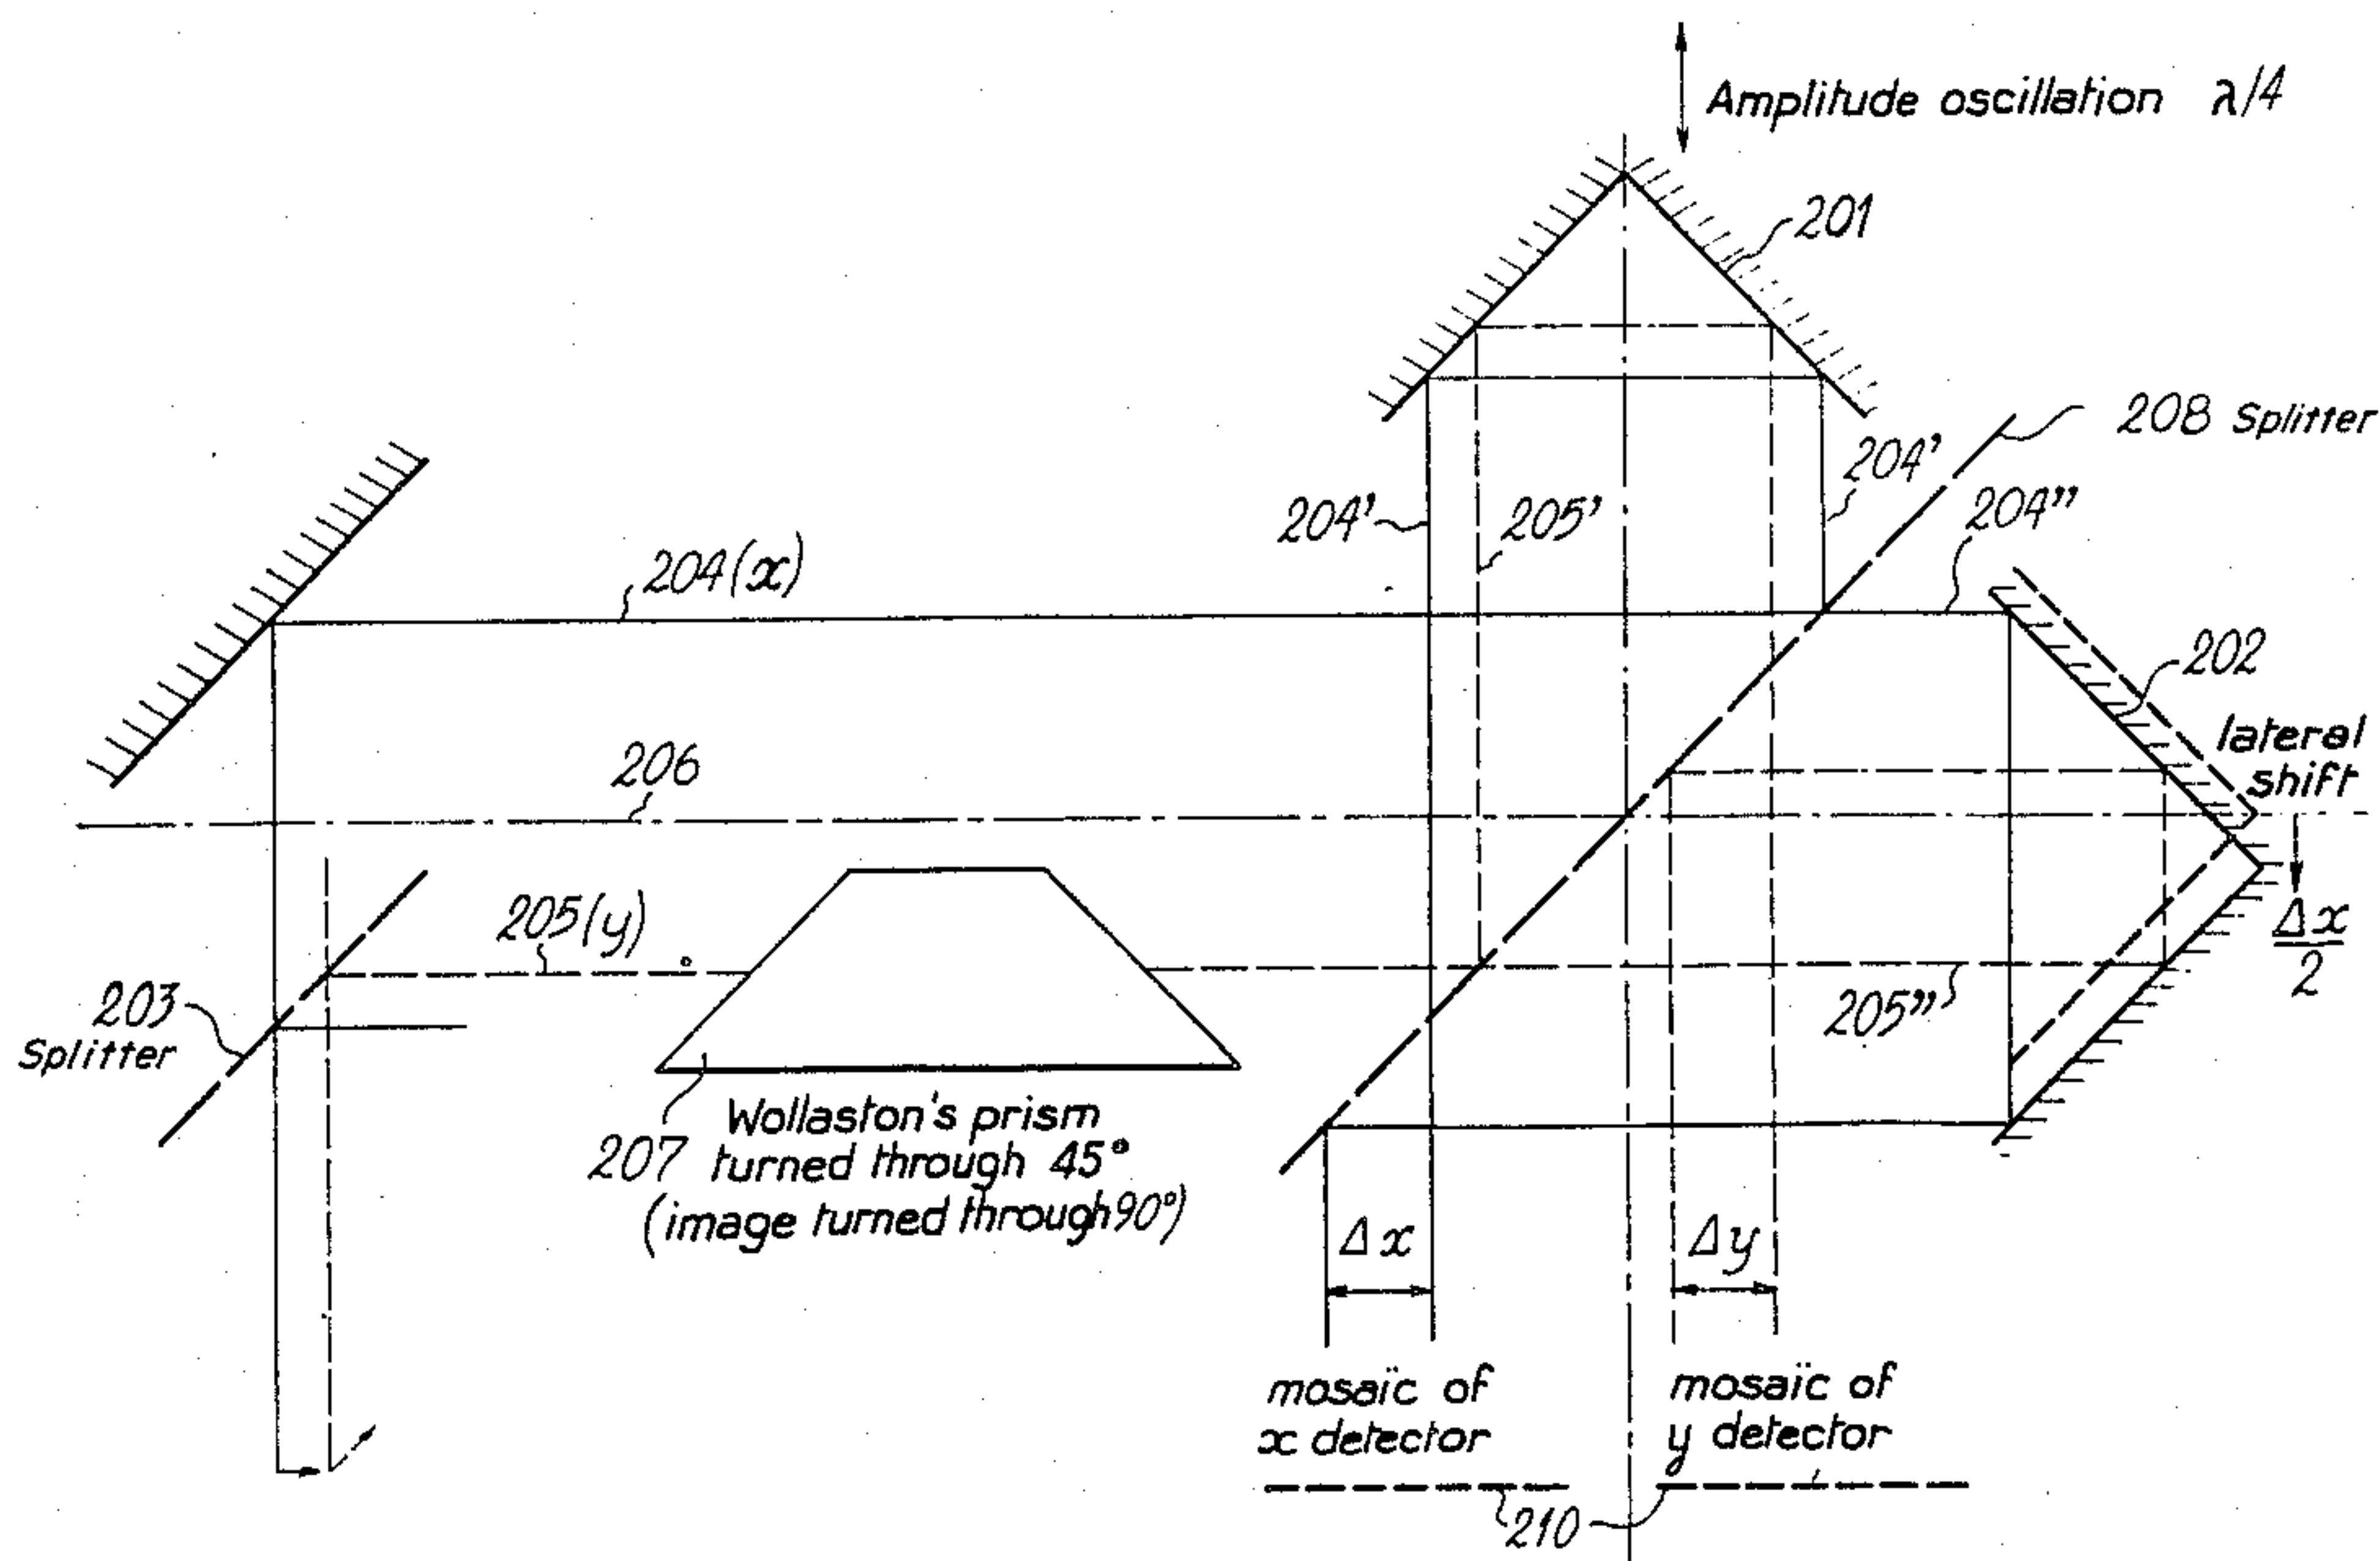 Amplitude oscillation λ/4
201
208 Splitter
204'
204'
205'
204"
204(x)
202
lateral
shift
206
Δx
2
205(y)
203
Splitter
205"
Wollaston's prism
207 turned through 45°
(image turned through 90°)
Δx
Δy
mosaïc of
x detector
mosaïc of
y detector
210